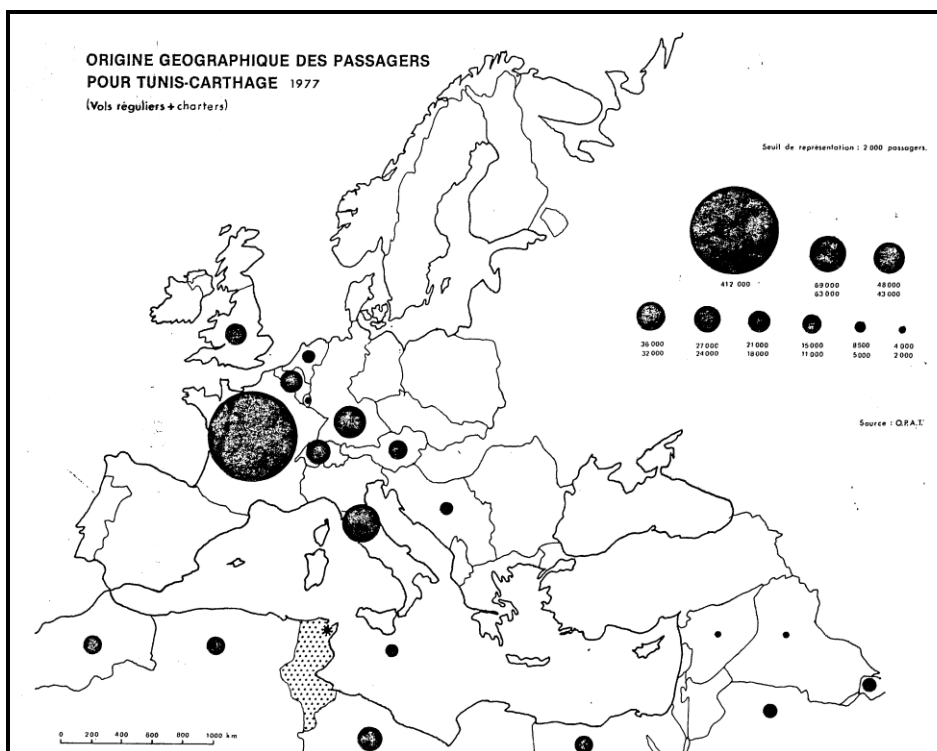 ORIGINE GEOGRAPHIQUE DES PASSAGERS
POUR TUNIS-CARTHAGE 1977
(Vols réguliers + charters)
Seuil de représentation : 2 000 passagers.
412 000
69 000
63 000
48 000
43 000
36 000
32 000
27 000
24 000
21 000
18 000
15 000
11 000
8 500
5 000
4 000
2 000
Source : O.P.A.T.
0 200 400 600 800 1000 km